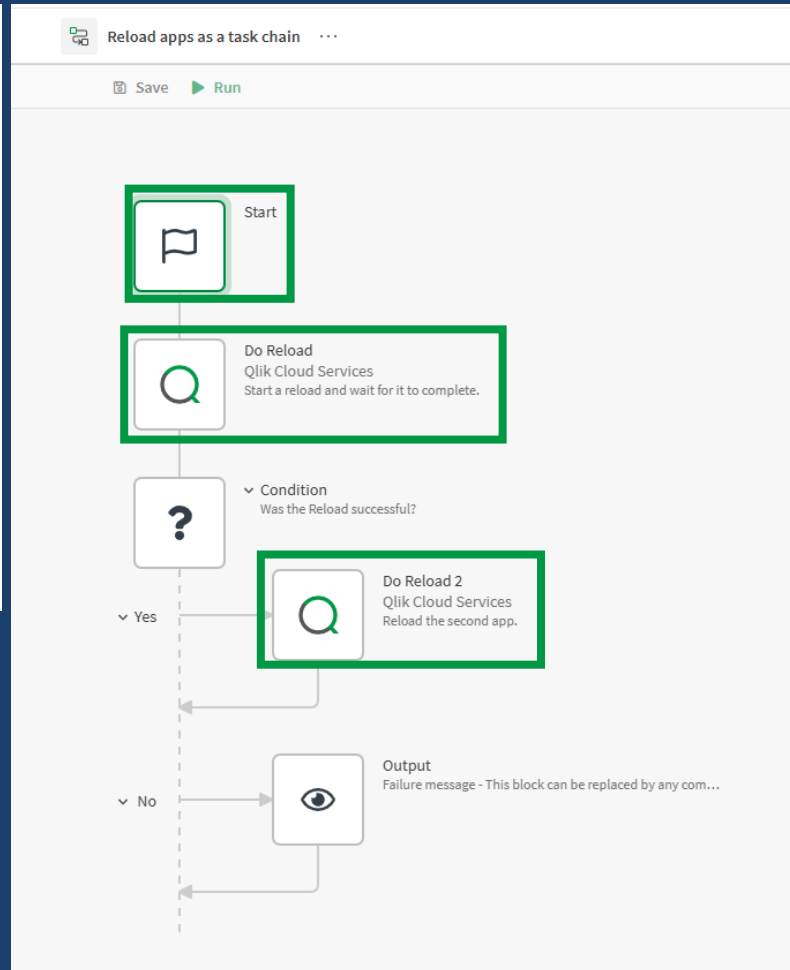 Reload apps as a task chain ...
Save Run
Start
Do Reload
Qlik Cloud Services
Start a reload and wait for it to complete.
?
Condition
Was the Reload successful?
Do Reload 2
Qlik Cloud Services
Reload the second app.
Yes
Output
Failure message - This block can be replaced by any com...
No